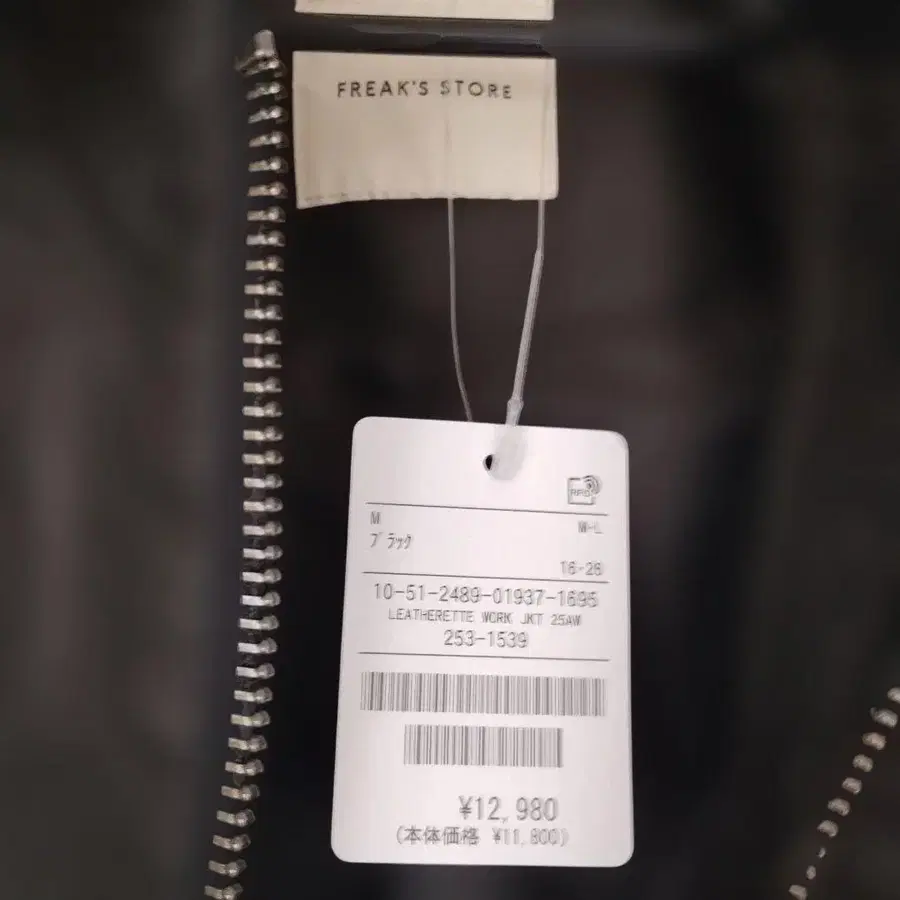 FREAK'S STORE
RFID
M M-L
ブラック
16-26
10-51-2489-01937-1695
LEATHERETTE WORK JKT 25AW
253-1539
¥12,980
(本体価格 ¥11,800)